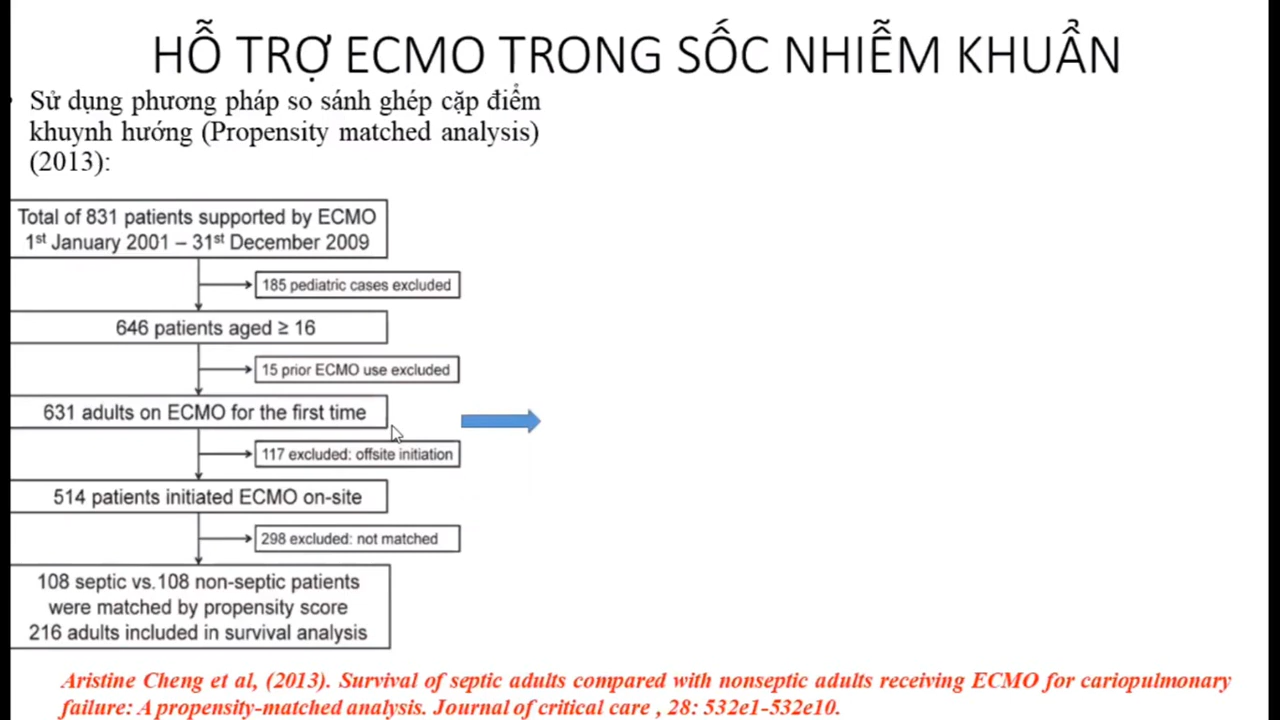 HỖ TRỢ ECMO TRONG SỐC NHIỄM KHUẨN
Sử dụng phương pháp so sánh ghép cặp điểm
khuynh hướng (Propensity matched analysis)
(2013):
Total of 831 patients supported by ECMO
1st January 2001 – 31st December 2009
185 pediatric cases excluded
646 patients aged ≥ 16
15 prior ECMO use excluded
631 adults on ECMO for the first time
117 excluded: offsite initiation
514 patients initiated ECMO on-site
298 excluded: not matched
108 septic vs.108 non-septic patients
were matched by propensity score
216 adults included in survival analysis
Aristine Cheng et al, (2013). Survival of septic adults compared with nonseptic adults receiving ECMO for cariopulmonary
failure: A propensity-matched analysis. Journal of critical care , 28: 532e1-532e10.